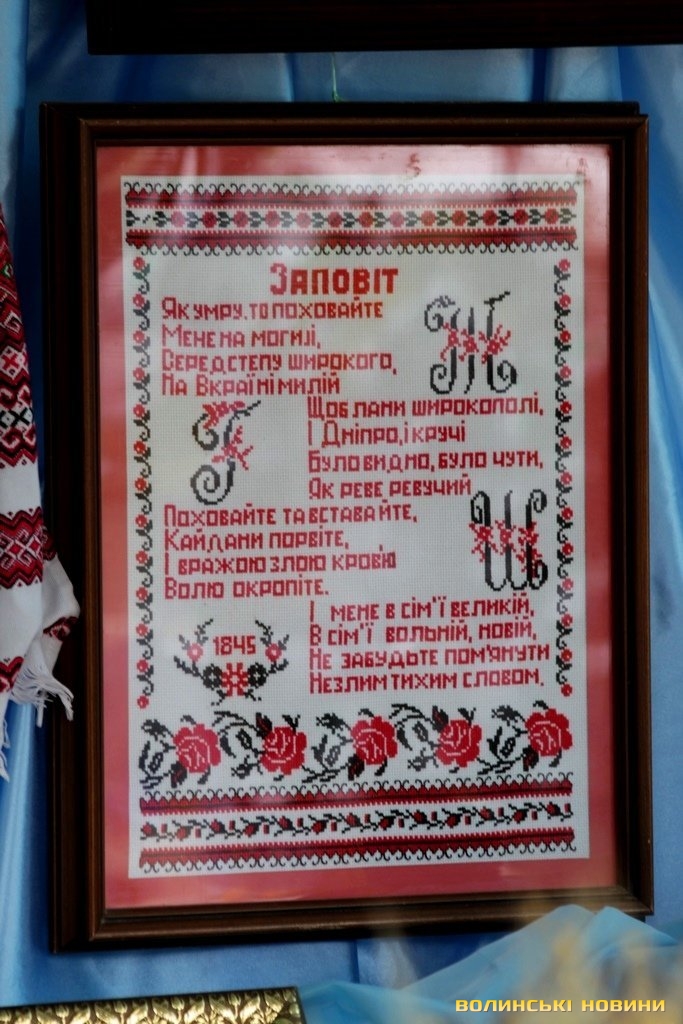 Заповіт
Як умру, то поховайте
Мене на могилі,
Серед степу широкого,
На Вкраїні милій
Щоб лани широкополі,
І Дніпро, і кручі
Було видно, було чути,
Як реве ревучий
Поховайте та вставайте,
Кайдани порвіте,
І вражою злою кровію
Волю окропіте.
І мене в сім'ї великій,
В сім'ї вольній, новій,
Не забудьте пом'янути
Незлим тихим словом.
Т
Г
Ш
1845
ВОЛИНСЬКІ НОВИНИ